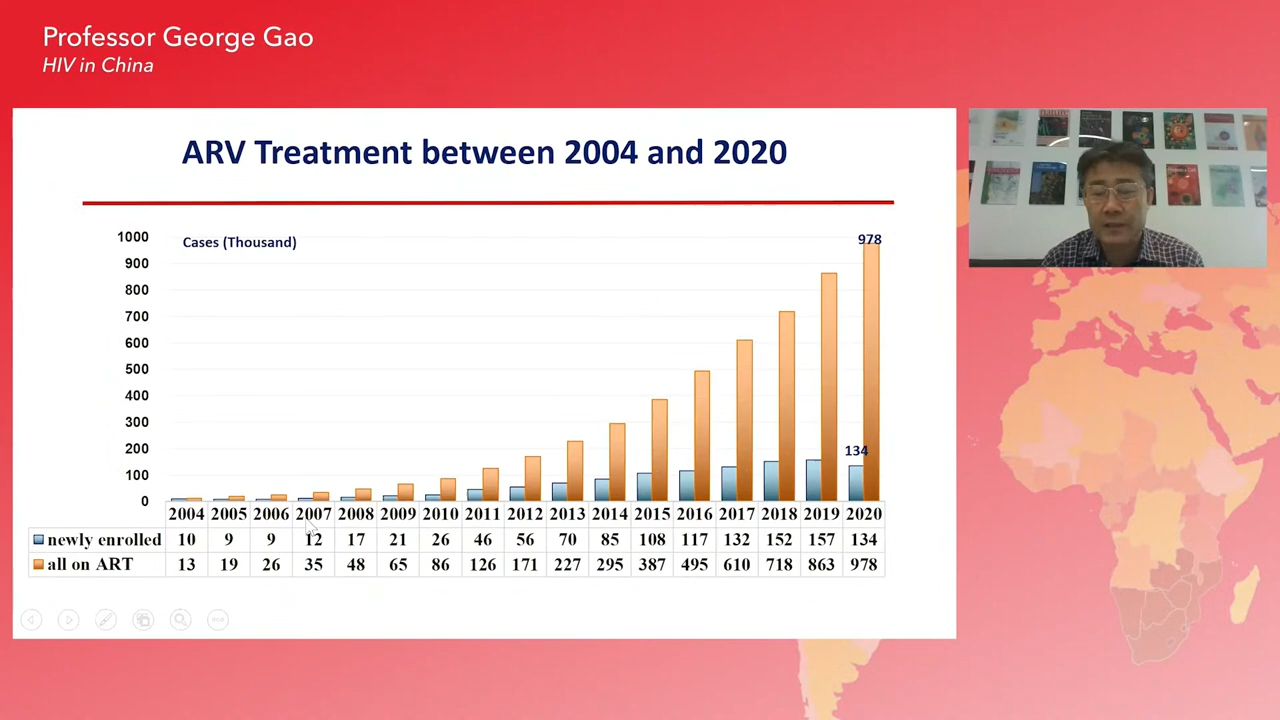 Professor George Gao
HIV in China
ARV Treatment between 2004 and 2020
Cases (Thousand)
1000
900
800
700
600
500
400
300
200
100
0
978
134
2004 2005 2006 2007 2008 2009 2010 2011 2012 2013 2014 2015 2016 2017 2018 2019 2020
newly enrolled 10 9 9 12 17 21 26 46 56 70 85 108 117 132 152 157 134
all on ART 13 19 26 35 48 65 86 126 171 227 295 387 495 610 718 863 978